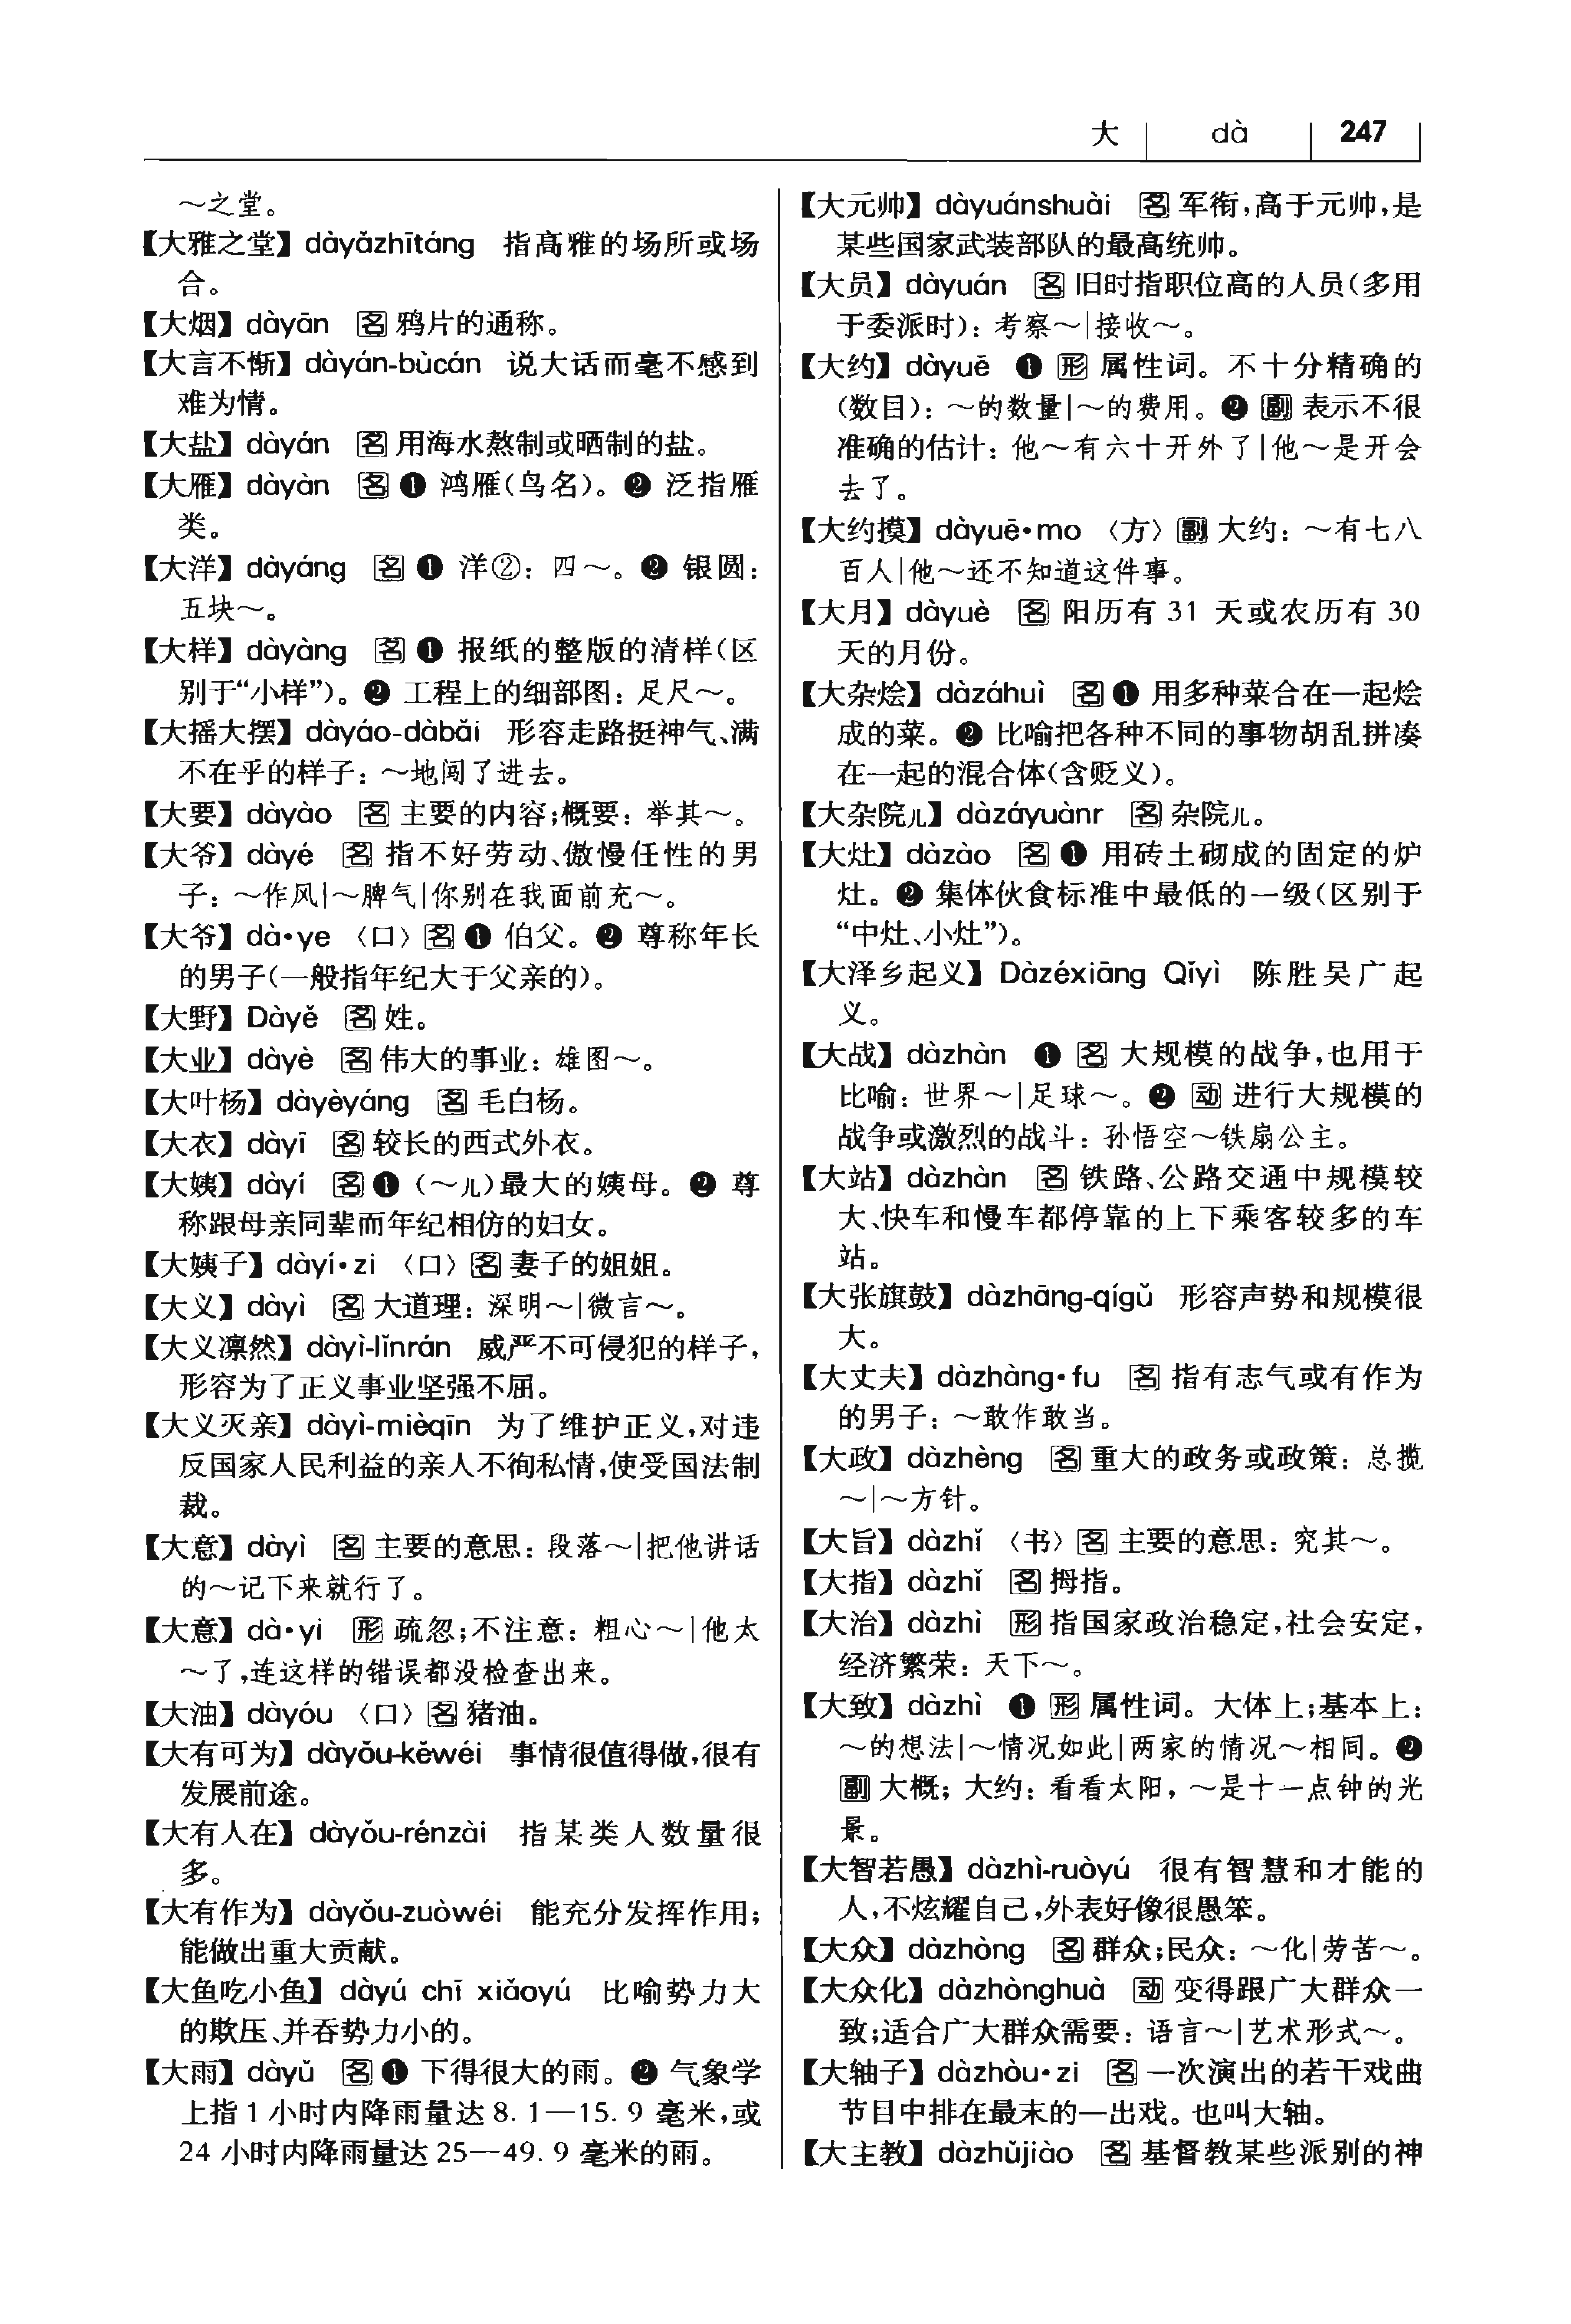 大 dà 247
～之堂。
【大雅之堂】dàyǎzhītáng 指高雅的场所或场
合。
【大烟】dàyān 名 鸦片的通称。
【大言不惭】dàyán-bùcán 说大话而毫不感到
难为情。
【大盐】dàyán 名 用海水熬制或晒制的盐。
【大雁】dàyàn 名 ❶ 鸿雁(鸟名)。❷ 泛指雁
类。
【大洋】dàyáng 名 ❶ 洋②：四～。❷ 银圆：
五块～。
【大样】dàyàng 名 ❶ 报纸的整版的清样(区
别于“小样”)。❷ 工程上的细部图：足尺～。
【大摇大摆】dàyáo-dàbǎi 形容走路挺神气、满
不在乎的样子：～地闯了进去。
【大要】dàyào 名 主要的内容；概要：举其～。
【大爷】dàyé 名 指不好劳动、傲慢任性的男
子：～作风|～脾气|你别在我面前充～。
【大爷】dà•ye 〈口〉名 ❶ 伯父。❷ 尊称年长
的男子(一般指年纪大于父亲的)。
【大野】Dàyě 名 姓。
【大业】dàyè 名 伟大的事业：雄图～。
【大叶杨】dàyèyáng 名 毛白杨。
【大衣】dàyī 名 较长的西式外衣。
【大姨】dàyí 名 ❶ (～儿)最大的姨母。❷ 尊
称跟母亲同辈而年纪相仿的妇女。
【大姨子】dàyí•zi 〈口〉名 妻子的姐姐。
【大义】dàyì 名 大道理：深明～|微言～。
【大义凛然】dàyì-lǐnrán 威严不可侵犯的样子，
形容为了正义事业坚强不屈。
【大义灭亲】dàyì-mièqīn 为了维护正义，对违
反国家人民利益的亲人不徇私情，使受国法制
裁。
【大意】dàyì 名 主要的意思：段落～|把他讲话
的～记下来就行了。
【大意】dà•yi 形 疏忽；不注意：粗心～|他太
～了，连这样的错误都没检查出来。
【大油】dàyóu 〈口〉名 猪油。
【大有可为】dàyǒu-kěwéi 事情很值得做，很有
发展前途。
【大有人在】dàyǒu-rénzài 指某类人数量很
多。
【大有作为】dàyǒu-zuòwéi 能充分发挥作用；
能做出重大贡献。
【大鱼吃小鱼】dàyú chī xiǎoyú 比喻势力大
的欺压、并吞势力小的。
【大雨】dàyǔ 名 ❶ 下得很大的雨。❷ 气象学
上指 1 小时内降雨量达 8. 1—15. 9 毫米，或
24 小时内降雨量达 25—49. 9 毫米的雨。
【大元帅】dàyuánshuài 名 军衔，高于元帅，是
某些国家武装部队的最高统帅。
【大员】dàyuán 名 旧时指职位高的人员(多用
于委派时)：考察～|接收～。
【大约】dàyuē ❶ 形 属性词。不十分精确的
(数目)：～的数量|～的费用。❷ 副 表示不很
准确的估计：他～有六十开外了|他～是开会
去了。
【大约摸】dàyuē•mo 〈方〉副 大约：～有七八
百人|他～还不知道这件事。
【大月】dàyuè 名 阳历有 31 天或农历有 30
天的月份。
【大杂烩】dàzáhuì 名 ❶ 用多种菜合在一起烩
成的菜。❷ 比喻把各种不同的事物胡乱拼凑
在一起的混合体(含贬义)。
【大杂院儿】dàzáyuànr 名 杂院儿。
【大灶】dàzào 名 ❶ 用砖土砌成的固定的炉
灶。❷ 集体伙食标准中最低的一级(区别于
“中灶、小灶”)。
【大泽乡起义】Dàzéxiāng Qǐyì 陈胜吴广起
义。
【大战】dàzhàn ❶ 名 大规模的战争，也用于
比喻：世界～|足球～。❷ 动 进行大规模的
战争或激烈的战斗：孙悟空～铁扇公主。
【大站】dàzhàn 名 铁路、公路交通中规模较
大、快车和慢车都停靠的上下乘客较多的车
站。
【大张旗鼓】dàzhāng-qígǔ 形容声势和规模很
大。
【大丈夫】dàzhàng•fu 名 指有志气或有作为
的男子：～敢作敢当。
【大政】dàzhèng 名 重大的政务或政策：总揽
～|～方针。
【大旨】dàzhǐ 〈书〉名 主要的意思：究其～。
【大指】dàzhǐ 名 拇指。
【大治】dàzhì 形 指国家政治稳定，社会安定，
经济繁荣：天下～。
【大致】dàzhì ❶ 形 属性词。大体上；基本上：
～的想法|～情况如此|两家的情况～相同。❷
副 大概；大约：看看太阳，～是十一点钟的光
景。
【大智若愚】dàzhì-ruòyú 很有智慧和才能的
人，不炫耀自己，外表好像很愚笨。
【大众】dàzhòng 名 群众；民众：～化|劳苦～。
【大众化】dàzhònghuà 动 变得跟广大群众一
致；适合广大群众需要：语言～|艺术形式～。
【大轴子】dàzhòu•zi 名 一次演出的若干戏曲
节目中排在最末的一出戏。也叫大轴。
【大主教】dàzhǔjiào 名 基督教某些派别的神